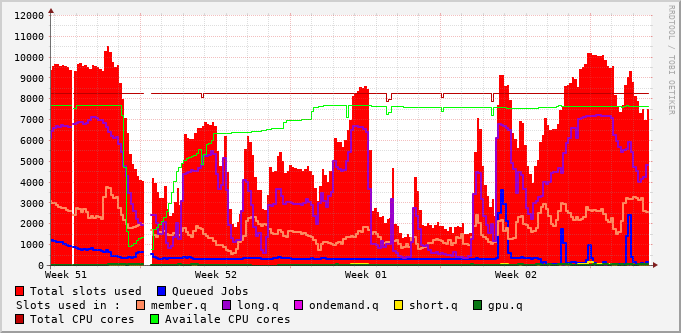 12000
11000
10000
9000
8000
7000
6000
5000
4000
3000
2000
1000
0
Week 51 Week 52 Week 01 Week 02
Total slots used Queued Jobs
Slots used in : member.q long.q ondemand.q short.q gpu.q
Total CPU cores Availale CPU cores
RRDTOOL / TOBI OETIKER